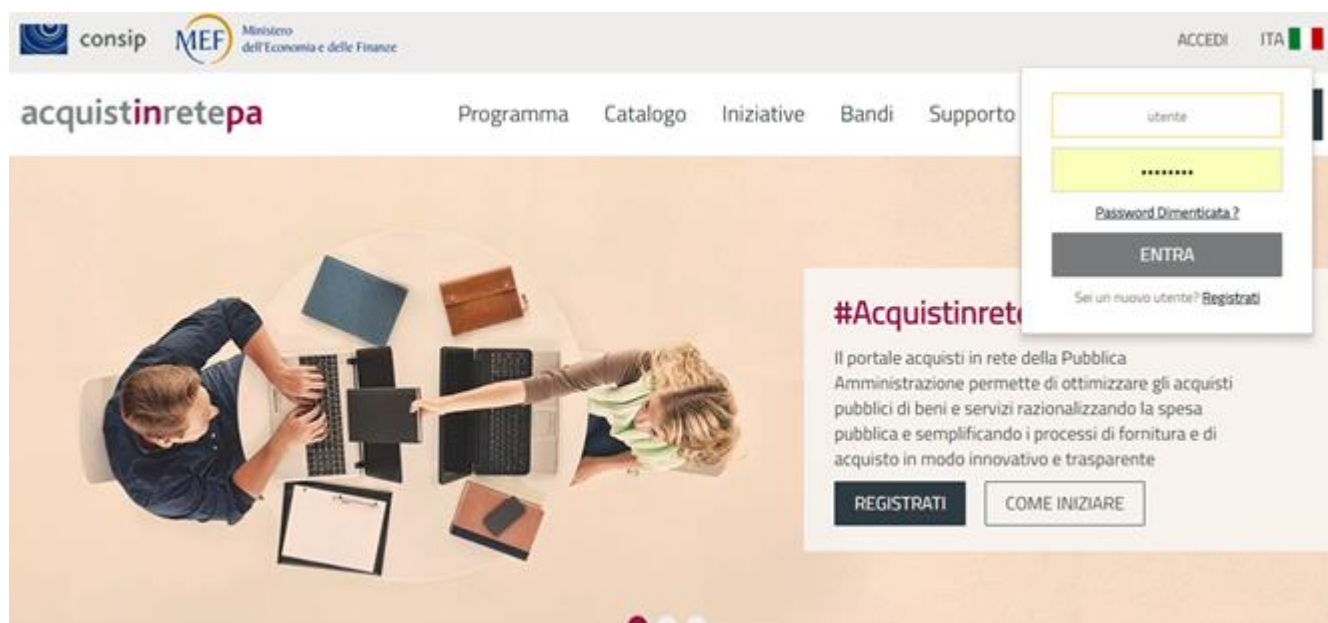 consip
MEF
Ministero
dell'Economia e delle Finanze
ACCEDI ITA
acquistinretepa
Programma Catalogo Iniziative Bandi Supporto
utente
••••••••
Password Dimenticata ?
ENTRA
Sei un nuovo utente? Registrati
#Acquistinrete
Il portale acquisti in rete della Pubblica
Amministrazione permette di ottimizzare gli acquisti
pubblici di beni e servizi razionalizzando la spesa
pubblica e semplificando i processi di fornitura e di
acquisto in modo innovativo e trasparente
REGISTRATI COME INIZIARE